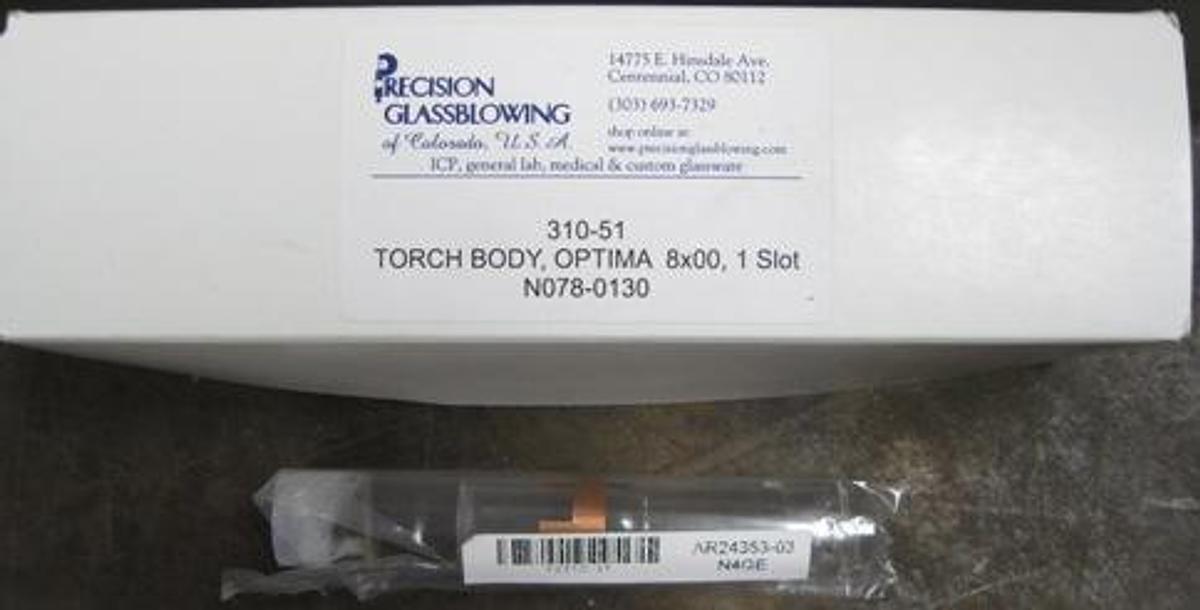 PRECISION
GLASSBLOWING
of Colorado, U.S.A.
14775 E. Hinsdale Ave.
Centennial, CO 80112
(303) 693-7329
shop online at
www.precisionglassblowing.com
ICP, general lab, medical & custom glassware
310-51
TORCH BODY, OPTIMA 8x00, 1 Slot
N078-0130
AR24353-03